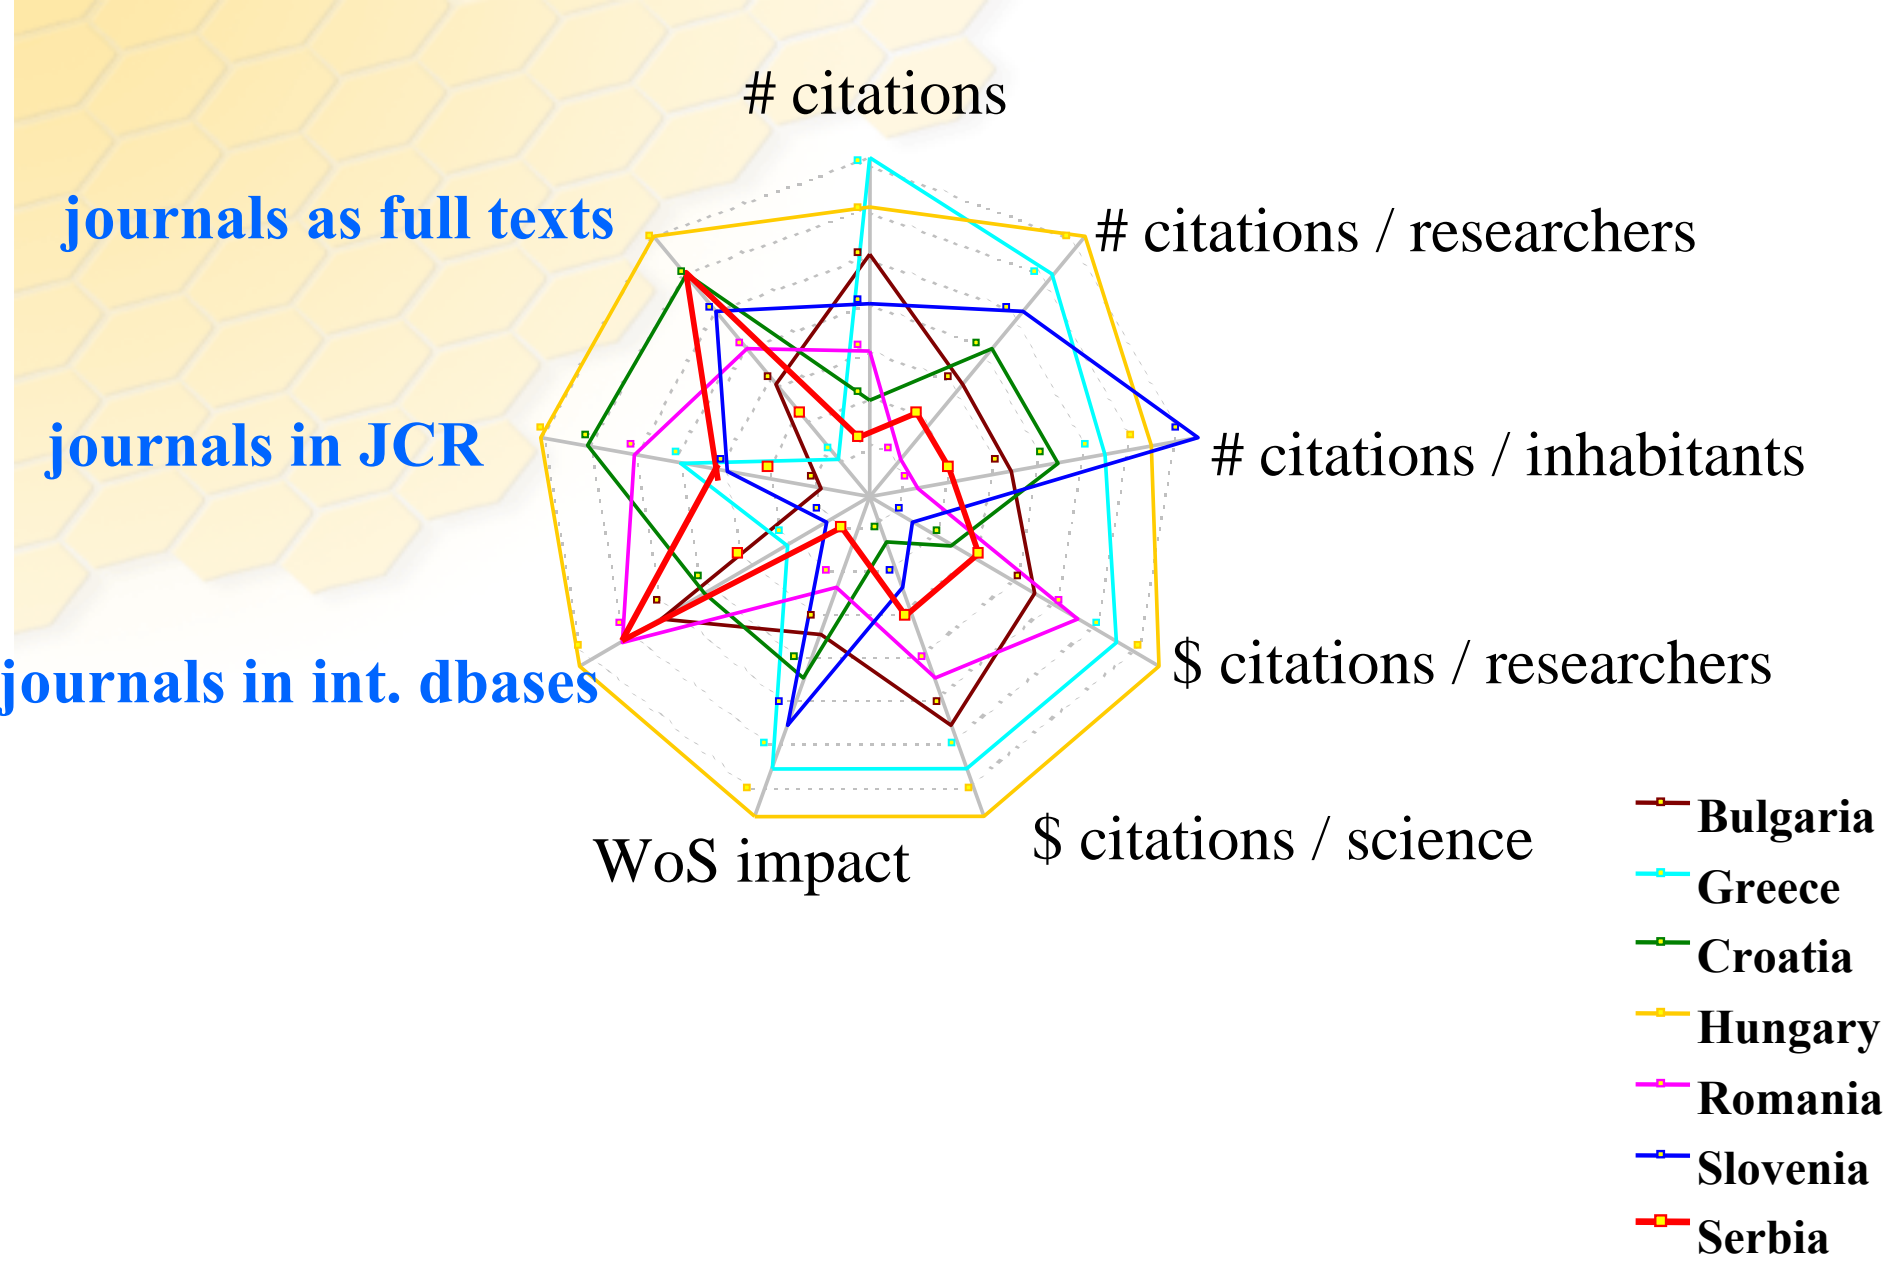 # citations
journals as full texts
# citations / researchers
journals in JCR
# citations / inhabitants
$ citations / researchers
journals in int. dbases
$ citations / science
WoS impact
Bulgaria
Greece
Croatia
Hungary
Romania
Slovenia
Serbia